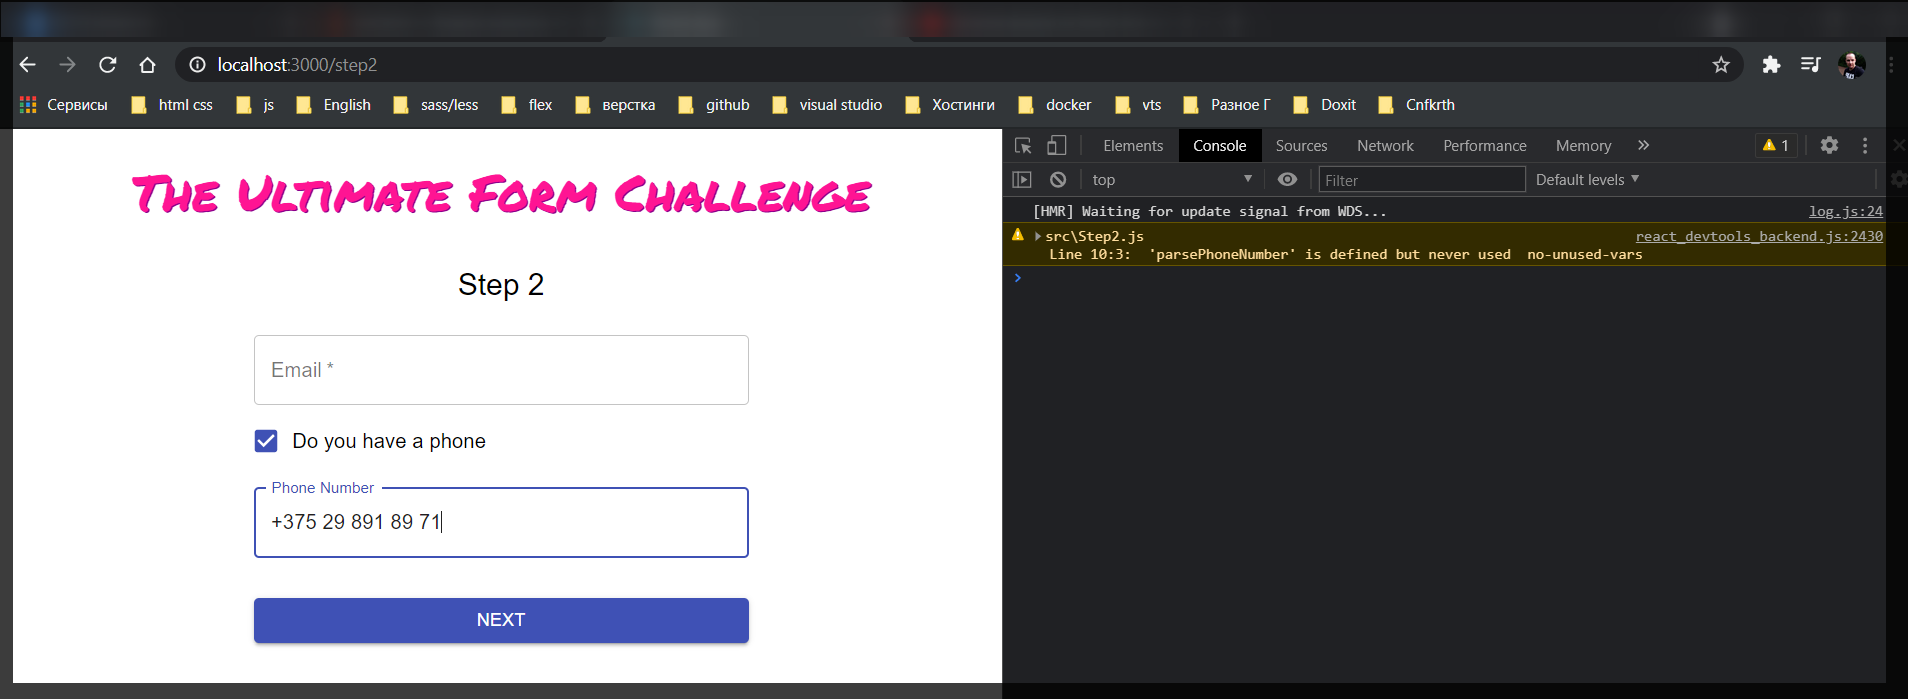 localhost:3000/step2
Сервисы html css js English sass/less flex верстка github visual studio Хостинги docker vts Разное Г Doxit Cnfkrth
The Ultimate Form Challenge
Step 2
Email *
Do you have a phone
Phone Number
+375 29 891 89 71
NEXT
Elements Console Sources Network Performance Memory » 1
top Filter Default levels
[HMR] Waiting for update signal from WDS... log.js:24
src\Step2.js react_devtools_backend.js:2430
Line 10:3: 'parsePhoneNumber' is defined but never used no-unused-vars